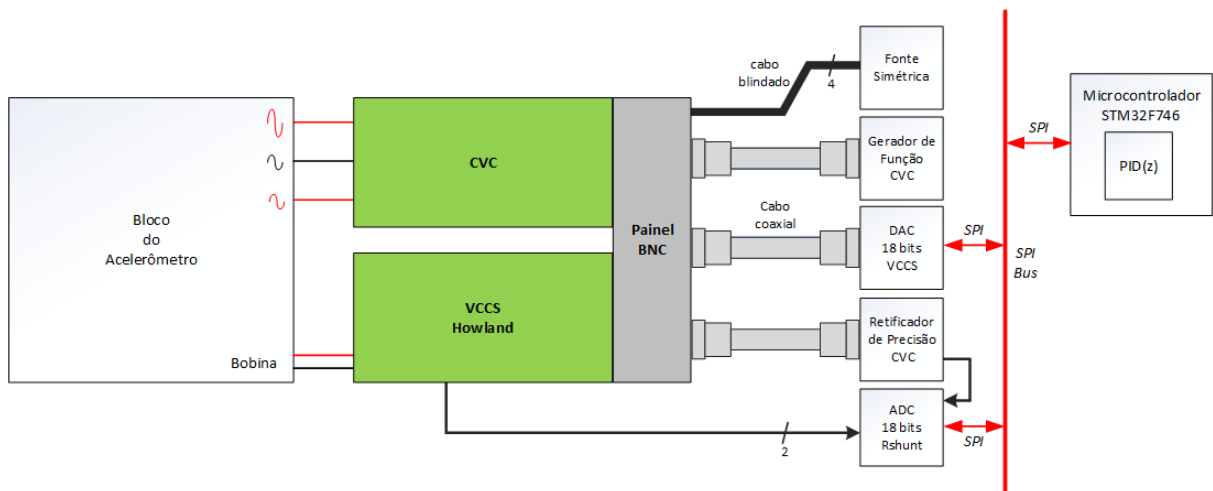 Bloco
do
Acelerômetro
Bobina
CVC
VCCS
Howland
Painel
BNC
cabo
blindado
4
Cabo
coaxial
2
Fonte
Simétrica
Gerador de
Função
CVC
DAC
18 bits
VCCS
Retificador
de Precisão
CVC
ADC
18 bits
Rshunt
SPI
SPI
SPI
Bus
SPI
Microcontrolador
STM32F746
PID(z)